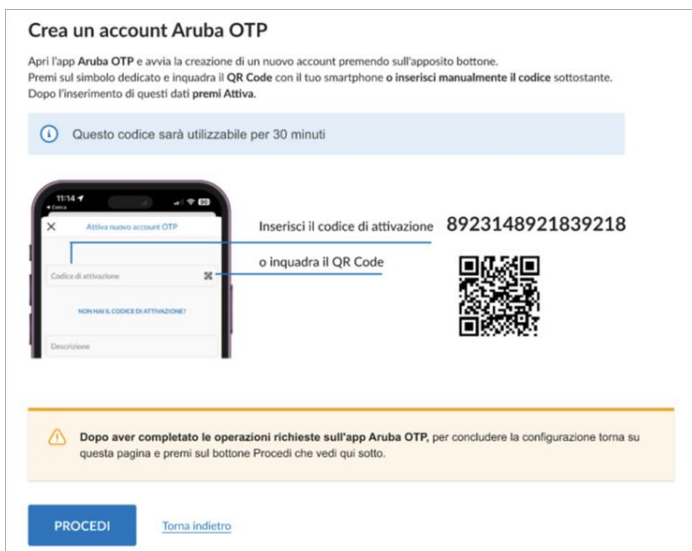 Crea un account Aruba OTP
Apri l'app Aruba OTP e avvia la creazione di un nuovo account premendo sull'apposito bottone.
Premi sul simbolo dedicato e inquadra il QR Code con il tuo smartphone o inserisci manualmente il codice sottostante.
Dopo l'inserimento di questi dati premi Attiva.
Questo codice sarà utilizzabile per 30 minuti
11:14
Cerca
90
Attiva nuovo account OTP
Inserisci il codice di attivazione 8923148921839218
o inquadra il QR Code
Codice di attivazione
NON HAI IL CODICE DI ATTIVAZIONE?
Descrizione
Dopo aver completato le operazioni richieste sull'app Aruba OTP, per concludere la configurazione torna su
questa pagina e premi sul bottone Procedi che vedi qui sotto.
PROCEDI
Torna indietro